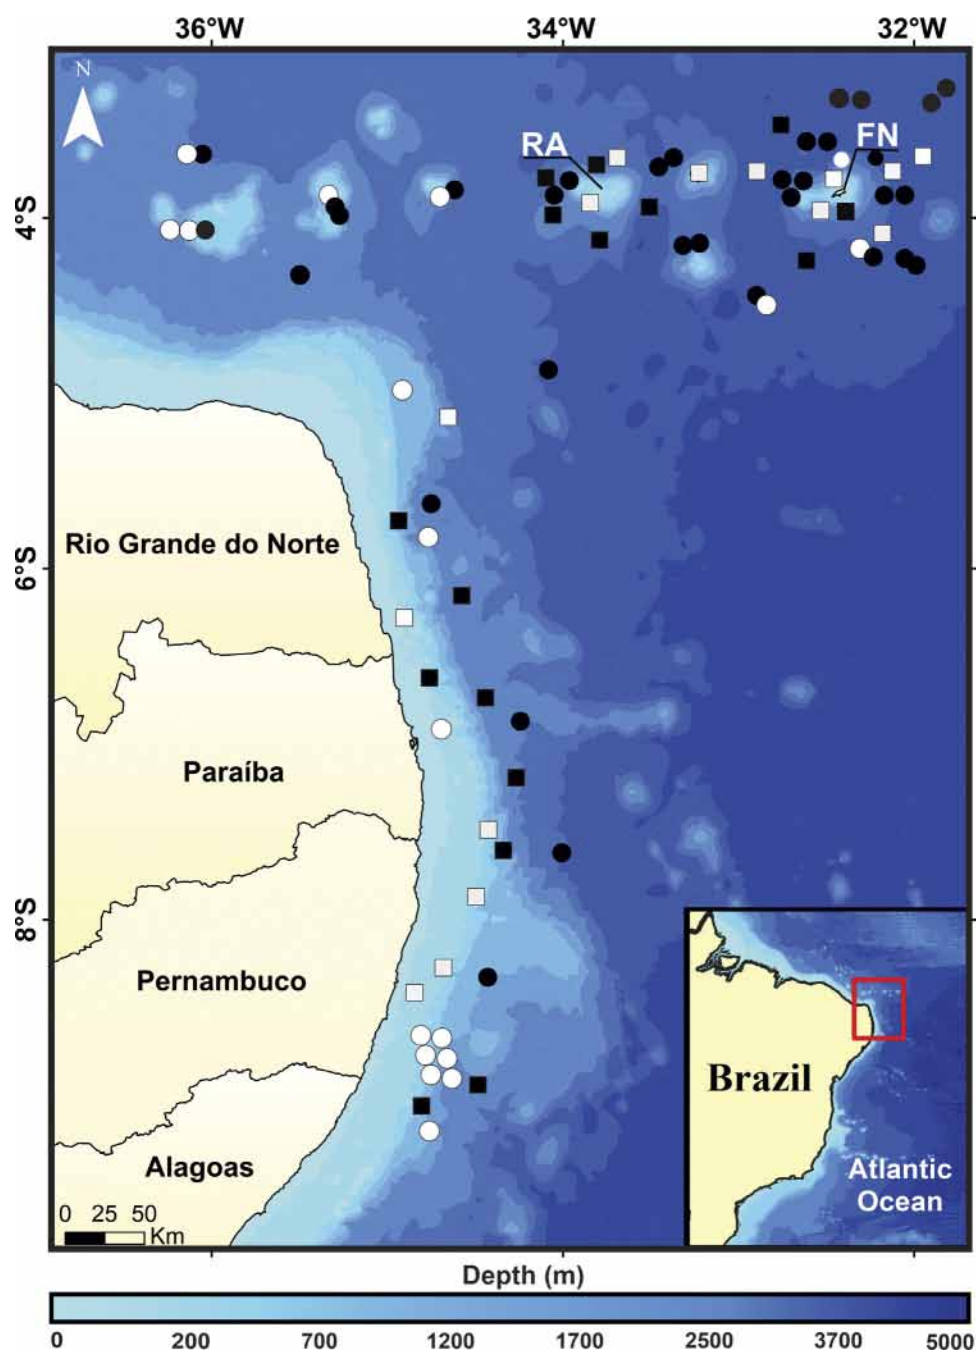 36°W 34°W 32°W
N
RA FN
4°S
Rio Grande do Norte
6°S
Paraíba
8°S
Pernambuco
Brazil
Alagoas
Atlantic
Ocean
0 25 50
Km
Depth (m)
0 200 700 1200 1700 2500 3700 5000